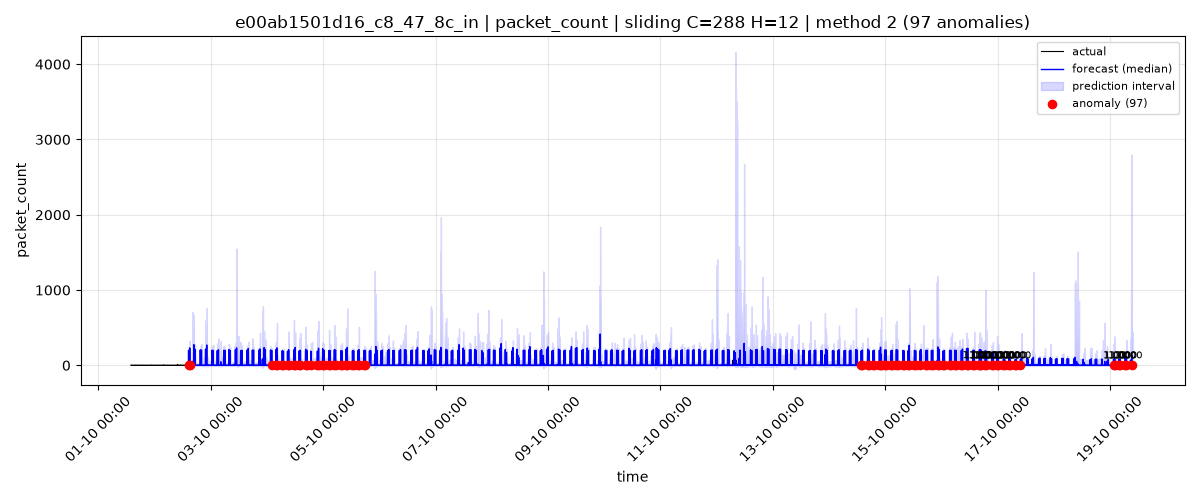 e00ab1501d16_c8_47_8c_in | packet_count | sliding C=288 H=12 | method 2 (97 anomalies)
actual
forecast (median)
prediction interval
anomaly (97)
packet_count
4000
3000
2000
1000
0
01-10 00:00
03-10 00:00
05-10 00:00
07-10 00:00
09-10 00:00
11-10 00:00
13-10 00:00
15-10 00:00
17-10 00:00
19-10 00:00
time